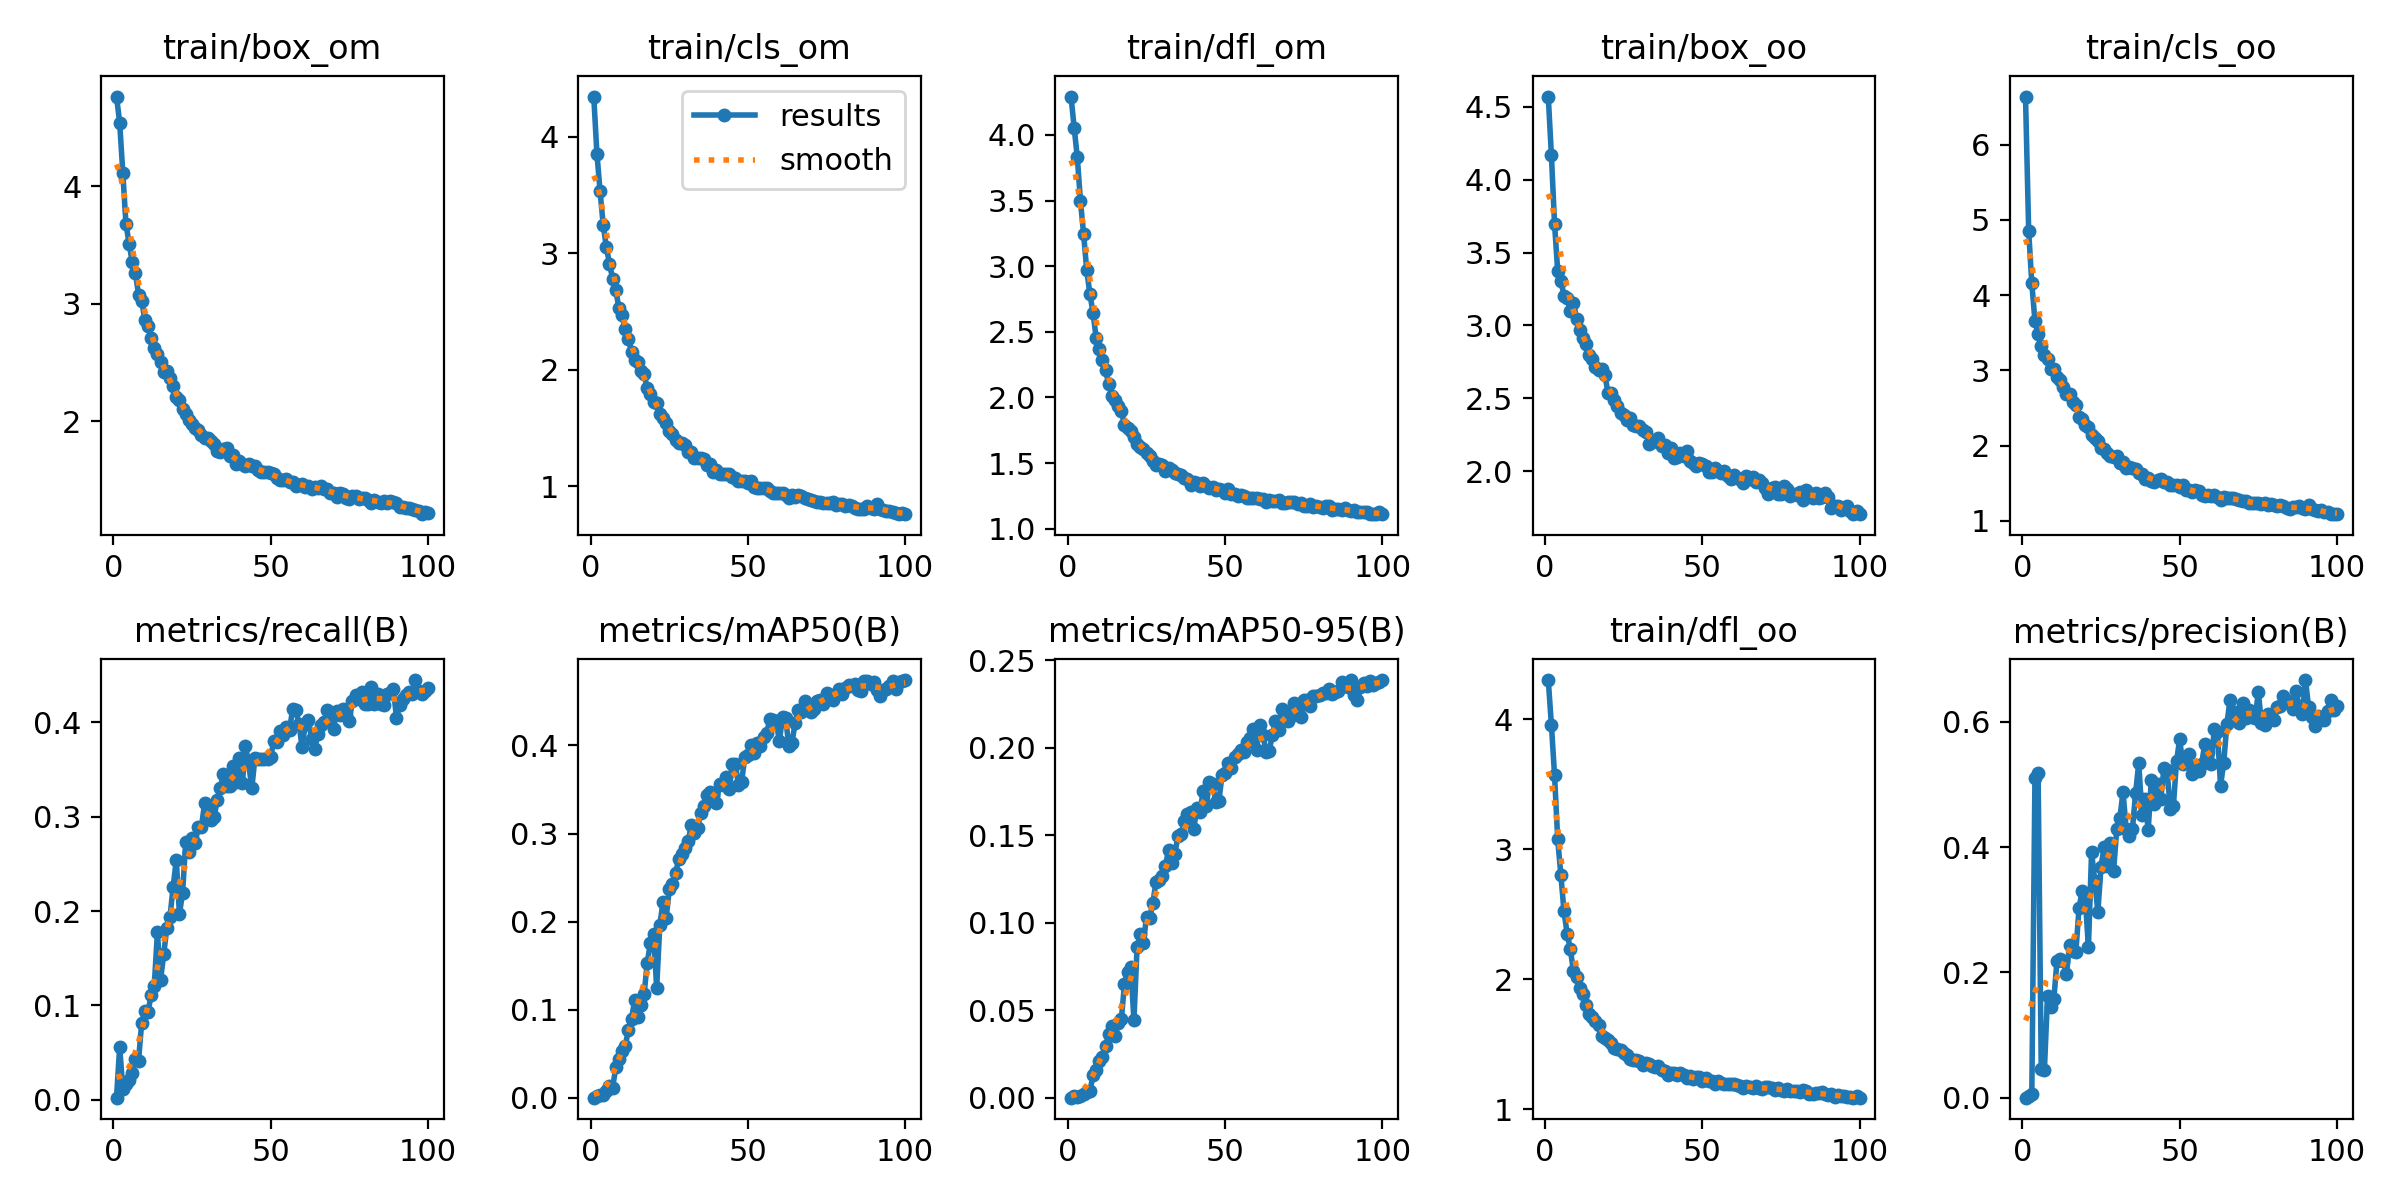 train/box_om
4
3
2
0 50 100
train/cls_om
results
smooth
4
3
2
1
0 50 100
train/dfl_om
4.0
3.5
3.0
2.5
2.0
1.5
1.0
0 50 100
train/box_oo
4.5
4.0
3.5
3.0
2.5
2.0
0 50 100
train/cls_oo
6
5
4
3
2
1
0 50 100
metrics/recall(B)
0.4
0.3
0.2
0.1
0.0
0 50 100
metrics/mAP50(B)
0.4
0.3
0.2
0.1
0.0
0 50 100
metrics/mAP50-95(B)
0.25
0.20
0.15
0.10
0.05
0.00
0 50 100
train/dfl_oo
4
3
2
1
0 50 100
metrics/precision(B)
0.6
0.4
0.2
0.0
0 50 100